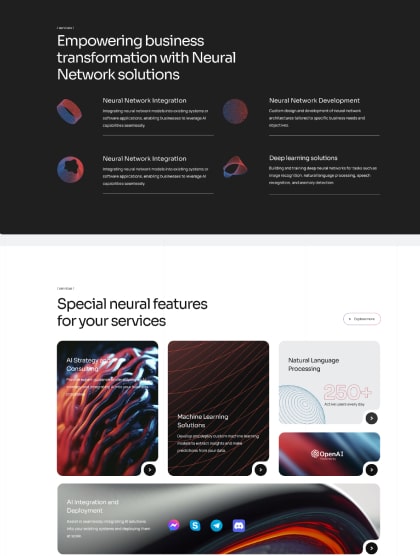 Empowering business
transformation with Neural
Network solutions
Neural Network Integration
Integrating neural network models into existing systems or
software applications, enabling businesses to leverage AI
capabilities seamlessly.
Neural Network Development
Custom design and development of neural network
architectures tailored to specific business needs and
objectives.
Neural Network Integration
Integrating neural network models into existing systems or
software applications, enabling businesses to leverage AI
capabilities seamlessly.
Deep learning solutions
Building and training deep neural networks for tasks such as
image recognition, natural language processing, speech
recognition, and anomaly detection.
Special neural features
for your services
Explore more
AI Strategy and
Consulting
Machine Learning
Solutions
Develop and deploy custom machine learning
models to extract insights and make
predictions from your data.
Natural Language
Processing
250+
Active users every day
OpenAI
AI Integration and
Deployment
Assist in seamlessly integrating AI solutions
into your existing systems and deploying them
at scale.